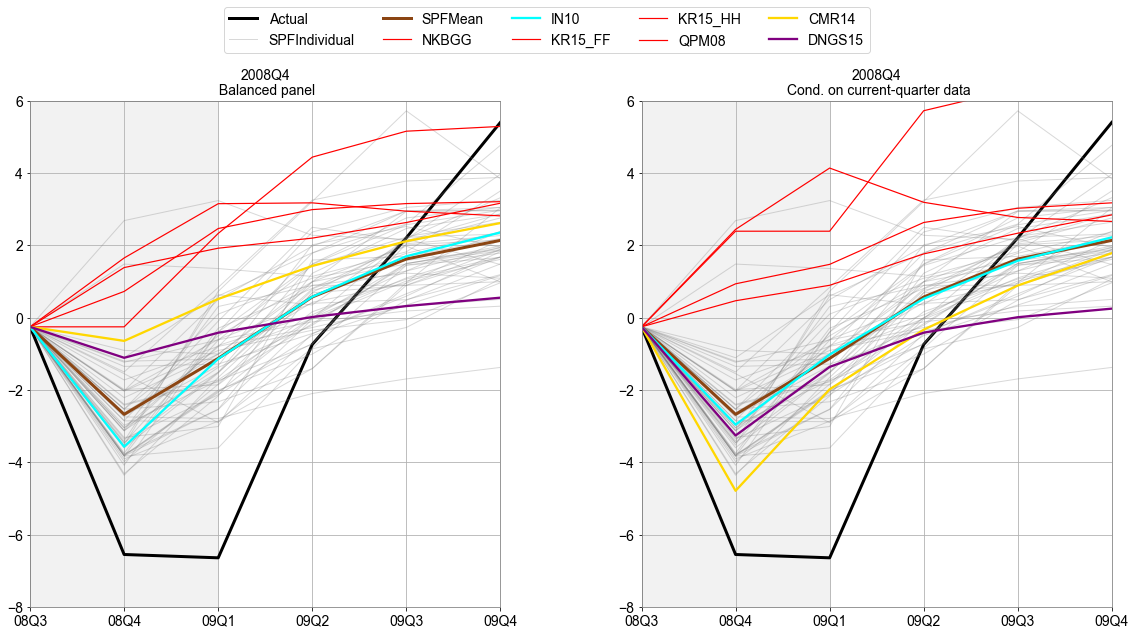 Actual SPFMean IN10 KR15_HH CMR14
SPFIndividual NKBGG KR15_FF QPM08 DNGS15
2008Q4
Balanced panel
6
4
2
0
−2
−4
−6
−8
08Q3 08Q4 09Q1 09Q2 09Q3 09Q4
2008Q4
Cond. on current-quarter data
6
4
2
0
−2
−4
−6
−8
08Q3 08Q4 09Q1 09Q2 09Q3 09Q4